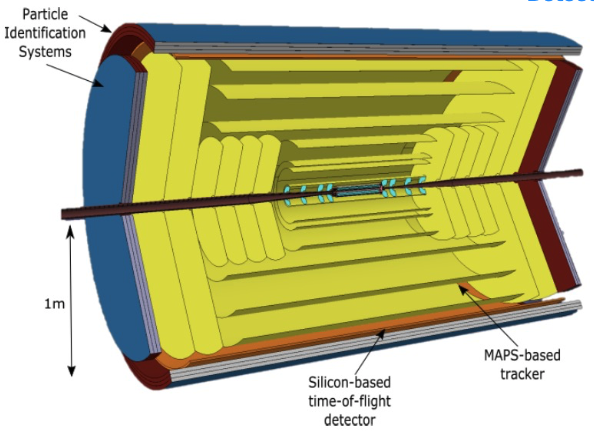 Particle
Identification
Systems
1m
MAPS-based
tracker
Silicon-based
time-of-flight
detector